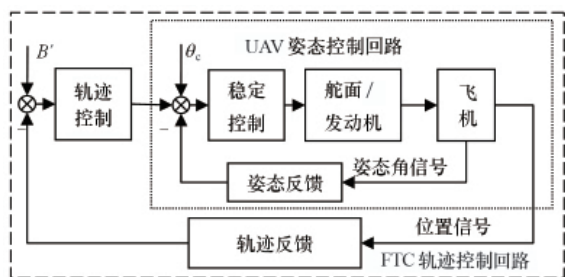 UAV 姿态控制回路
B′
θc
轨迹
控制
稳定
控制
舵面 /
发动机
飞
机
−
−
姿态角信号
姿态反馈
位置信号
轨迹反馈
FTC 轨迹控制回路